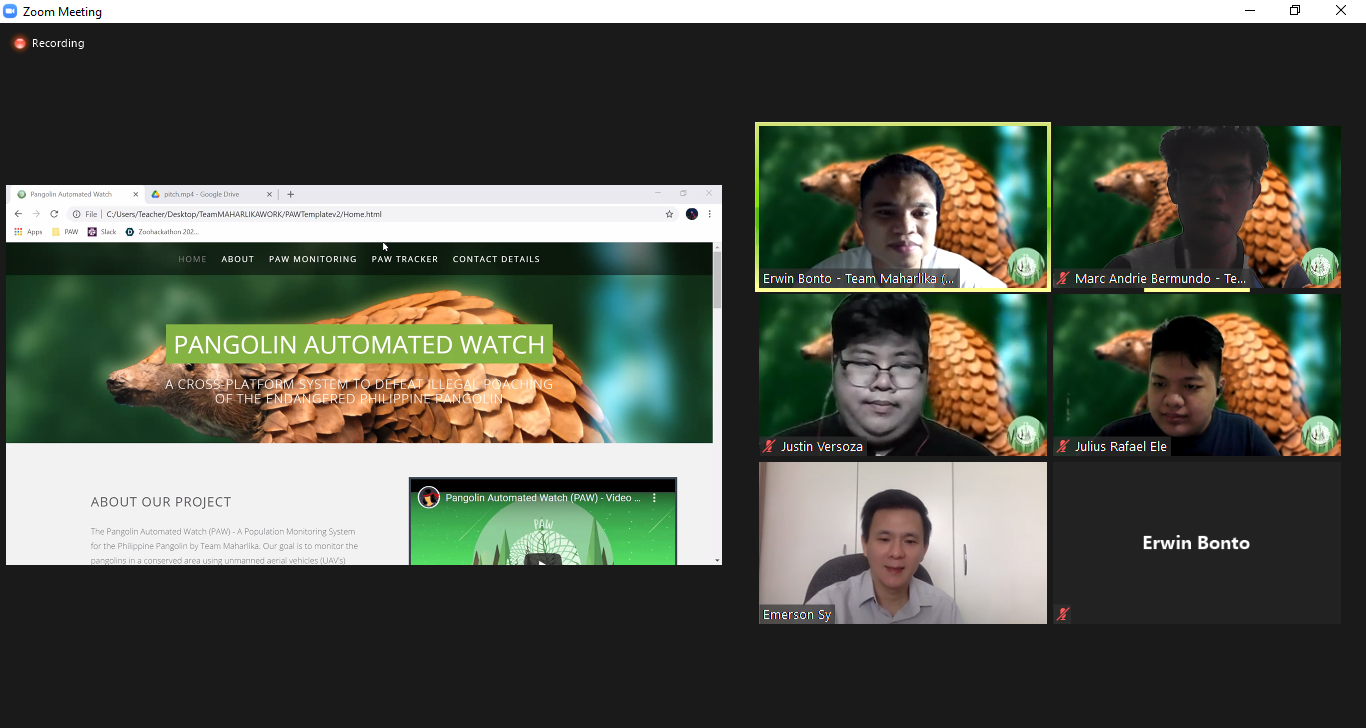 Zoom Meeting
Recording
Pangolin Automated Watch
pitch.mp4 - Google Drive
File
C:/Users/Teacher/Desktop/TeamMAHARLIKAWORK/PAWTemplatev2/Home.html
Apps
PAW
Slack
Zoohackathon 202...
HOME
ABOUT
PAW MONITORING
PAW TRACKER
CONTACT DETAILS
PANGOLIN AUTOMATED WATCH
A CROSS-PLATFORM SYSTEM TO DEFEAT ILLEGAL POACHING
OF THE ENDANGERED PHILIPPINE PANGOLIN
ABOUT OUR PROJECT
The Pangolin Automated Watch (PAW) - A Population Monitoring System
for the Philippine Pangolin by Team Maharlika. Our goal is to monitor the
pangolins in a conserved area using unmanned aerial vehicles (UAV's)
Pangolin Automated Watch (PAW) - Video ...
PAW
Erwin Bonto - Team Maharlika (...
Marc Andrie Bermundo - Te...
Justin Versoza
Julius Rafael Ele
Emerson Sy
Erwin Bonto